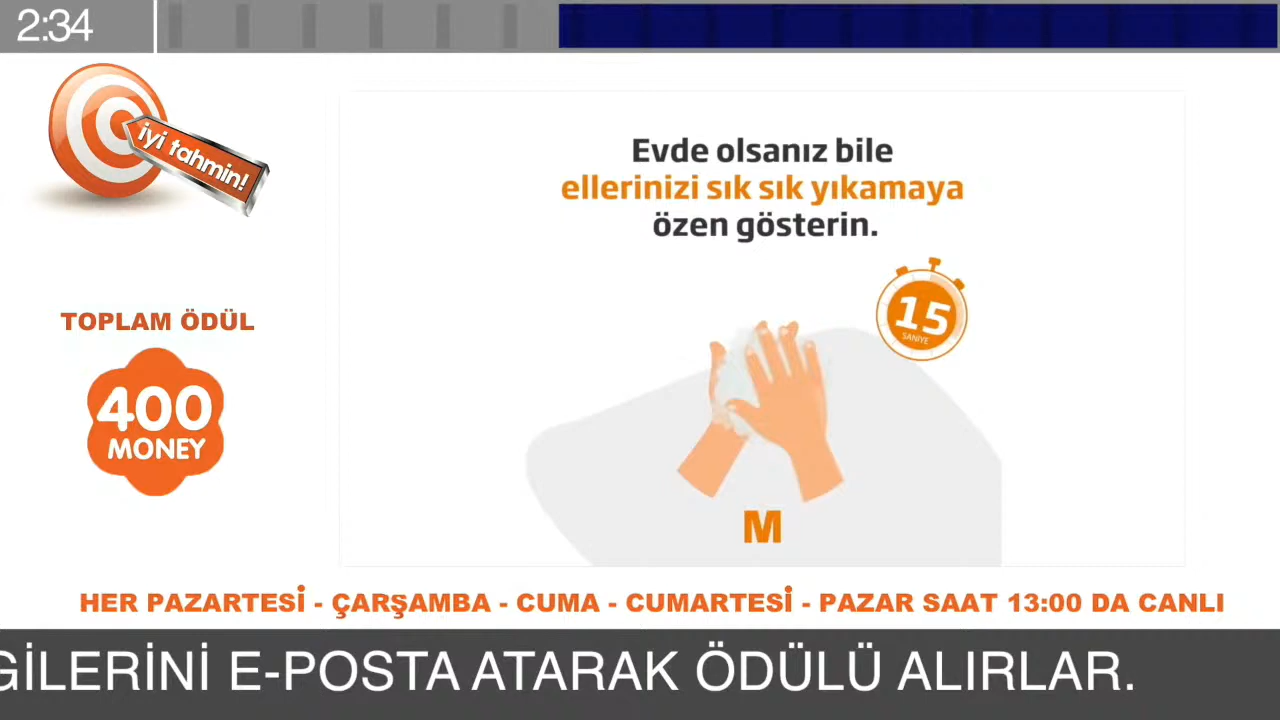 2:34
iyi tahmin!
Evde olsanız bile
ellerinizi sık sık yıkamaya
özen gösterin.
15
SANİYE
TOPLAM ÖDÜL
400
MONEY
M
HER PAZARTESİ - ÇARŞAMBA - CUMA - CUMARTESİ - PAZAR SAAT 13:00 DA CANLI
GİLERİNİ E-POSTA ATARAK ÖDÜLÜ ALIRLAR.